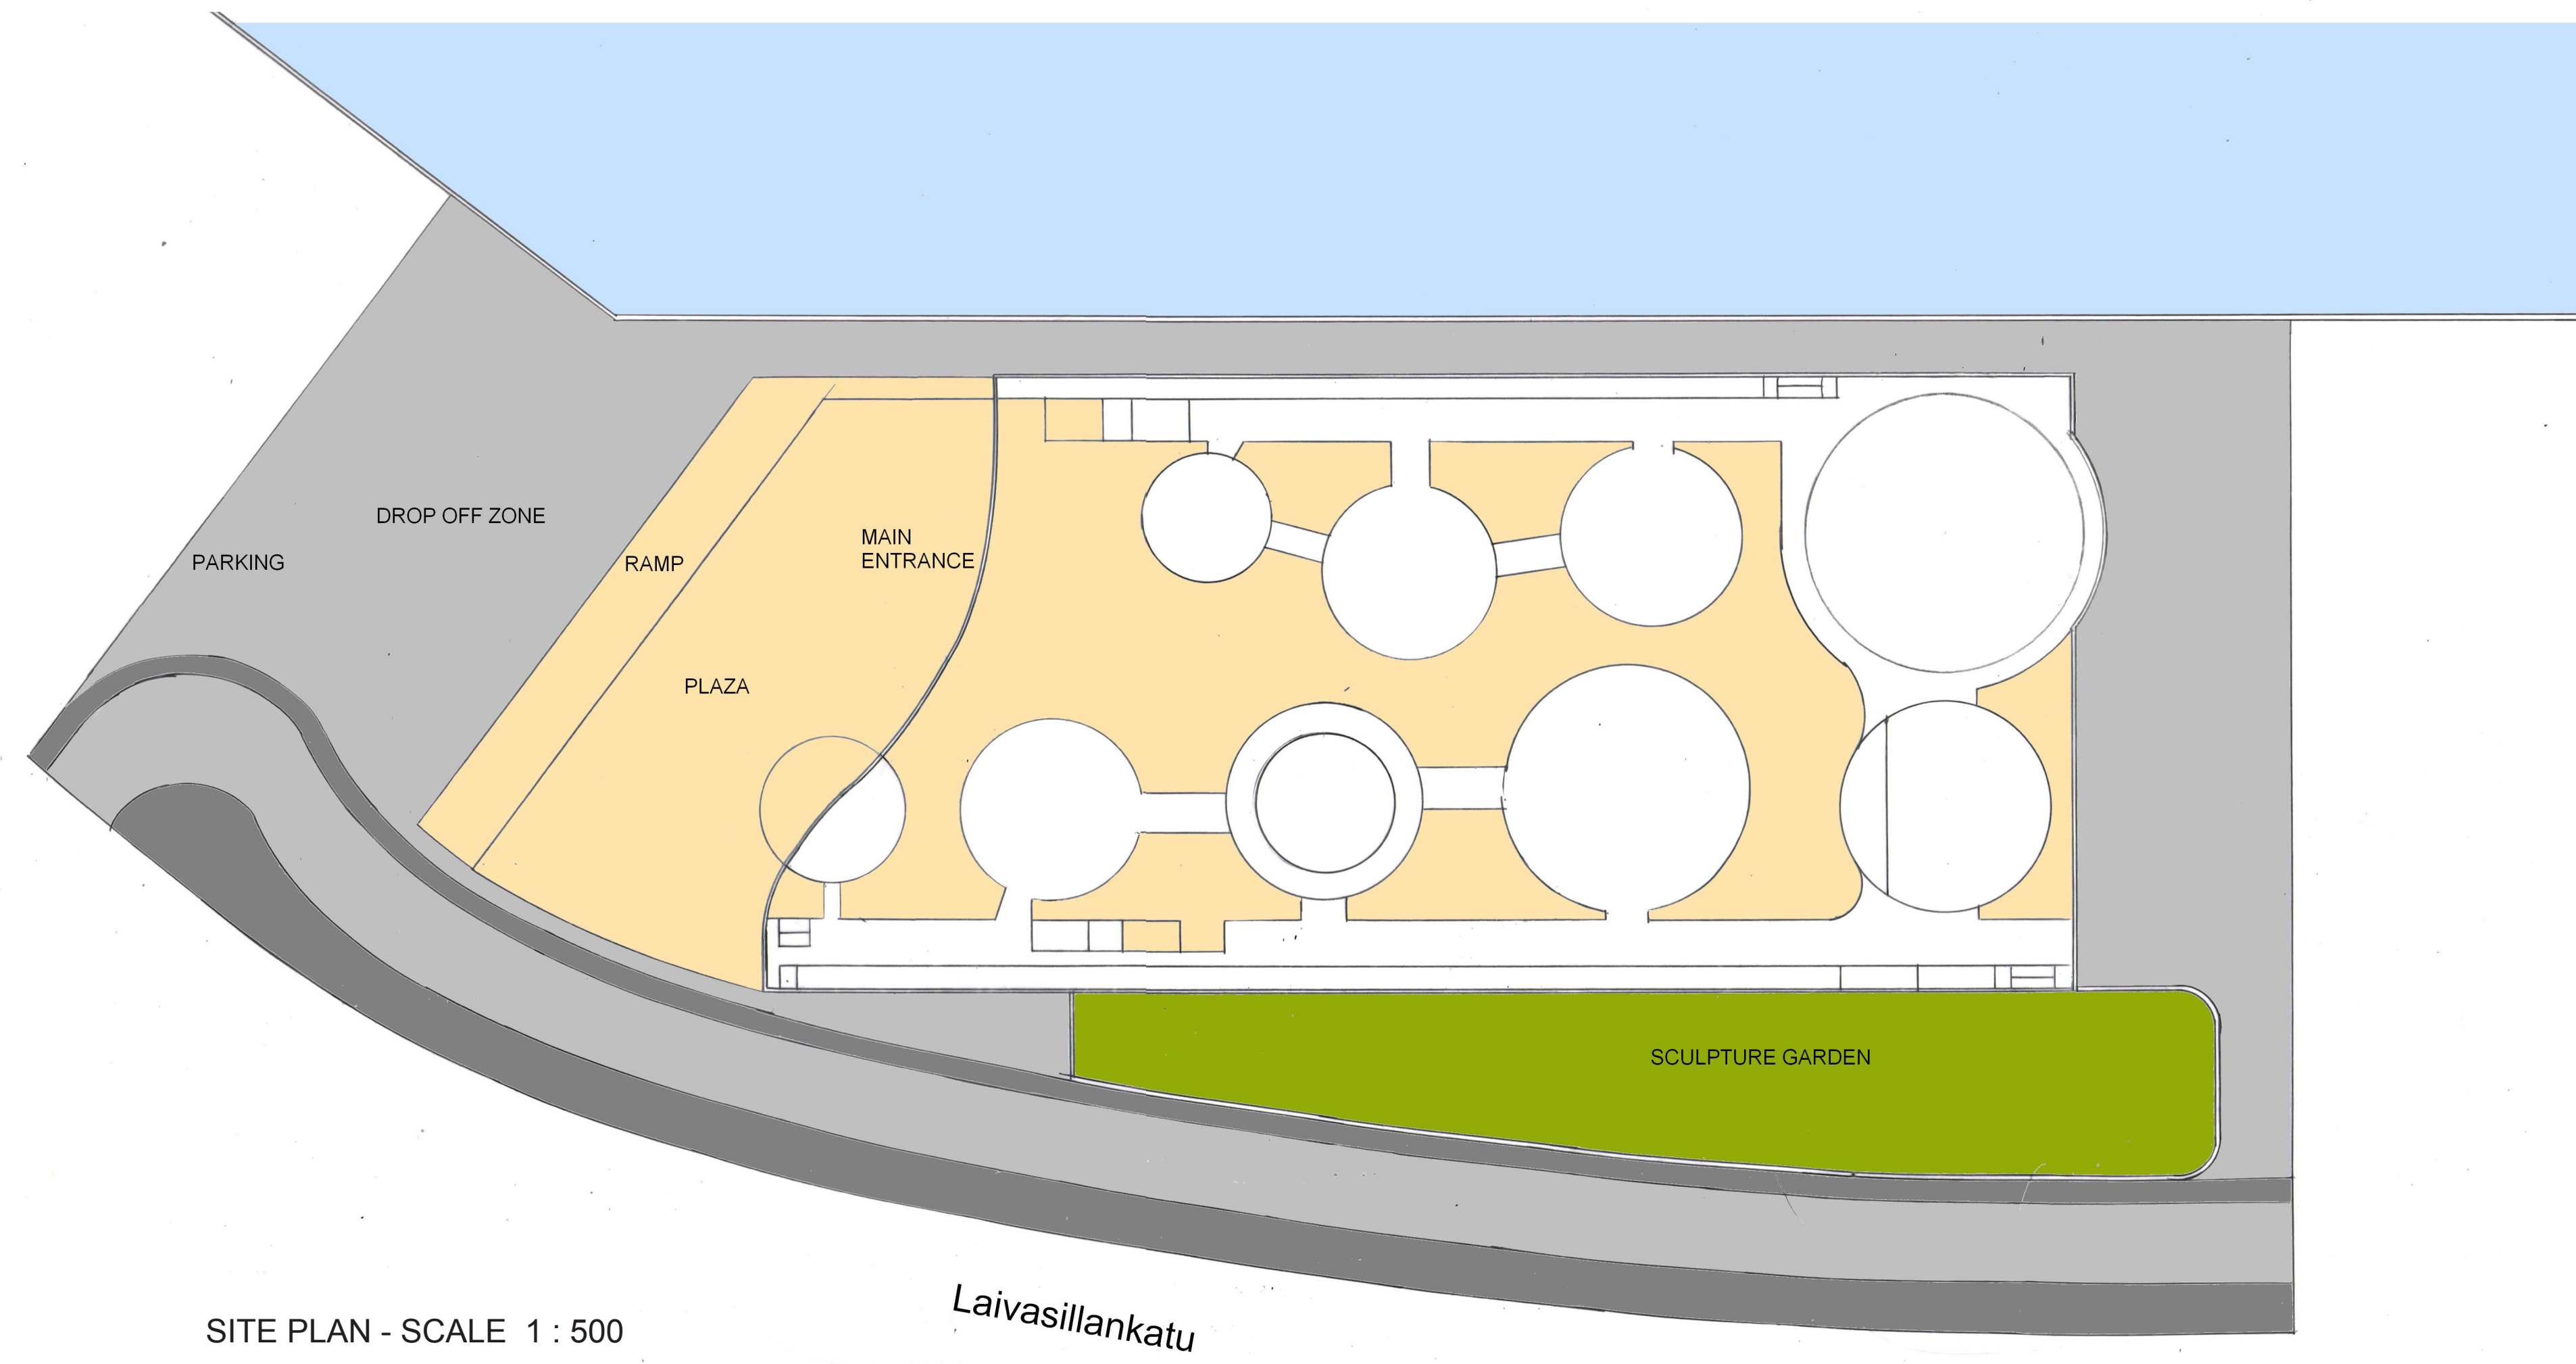 DROP OFF ZONE
PARKING
RAMP
MAIN
ENTRANCE
PLAZA
SCULPTURE GARDEN
Laivasillankatu
SITE PLAN - SCALE 1 : 500